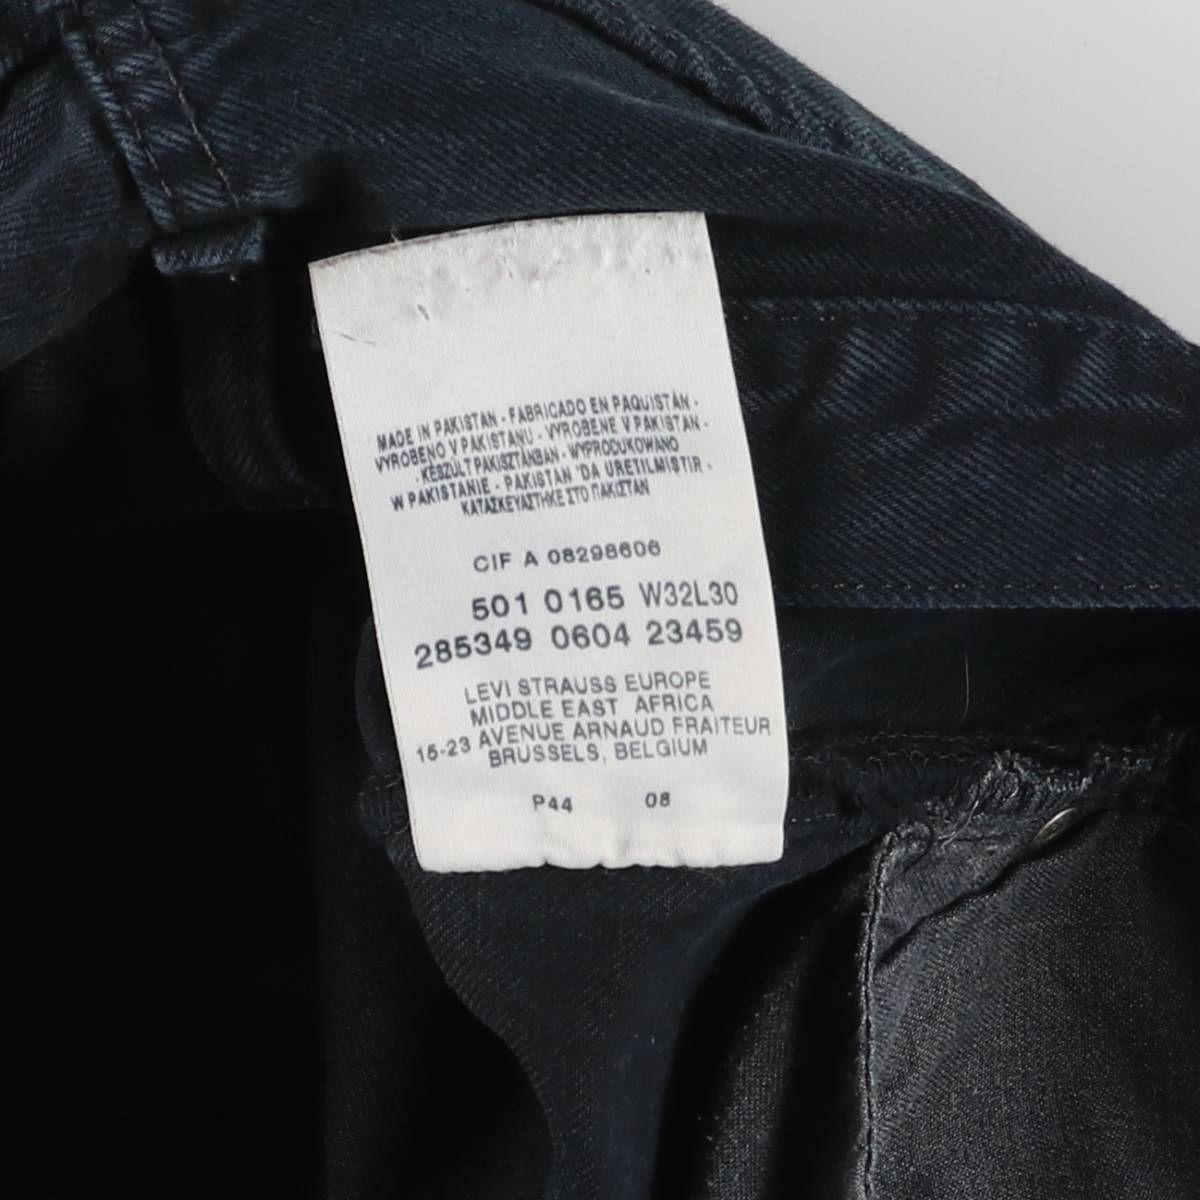 MADE IN PAKISTAN - FABRICADO EN PAQUISTÁN -
VYROBENO V PAKISTANU - VYROBENE V PAKISTAN -
- KÉSZÜLT PAKISZTÁNBAN - WYPRODUKOWANO
W PAKISTANIE - PAKISTAN 'DA URETILMISTIR -
ΚΑΤΑΣΚΕΥΑΣΤΗΚΕ ΣΤΟ ΠΑΚΙΣΤΑΝ
CIF A 08298606
501 0165 W32L30
285349 0604 23459
LEVI STRAUSS EUROPE
MIDDLE EAST AFRICA
15-23 AVENUE ARNAUD FRAITEUR
BRUSSELS, BELGIUM
P44 08